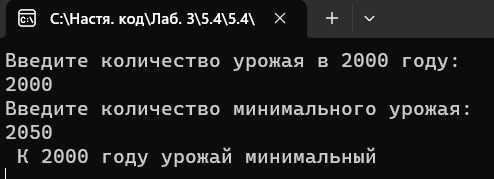 C:\Настя. код\Лаб. 3\5.4\5.4\
Введите количество урожая в 2000 году:
2000
Введите количество минимального урожая:
2050
К 2000 году урожай минимальный